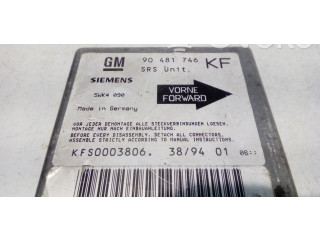 GM 90 481 746 KF
SRS Unit.
SIEMENS
5WK4 090
Made in Germany
VORNE
FORWARD
VOR JEDER DEMONTAGE ALLE STECKVERBINDUNGEN LOESEN,
MONTAGE NUR NACH EINBAUANLEITUNG.
BEFORE EVERY DISASSEMBLY, DETACH ALL CONNECTORS.
ASSEMBLE STRICTLY ACCORDING TO MANUAL INSTRUCTIONS.
KFS0003806. 38/94 01